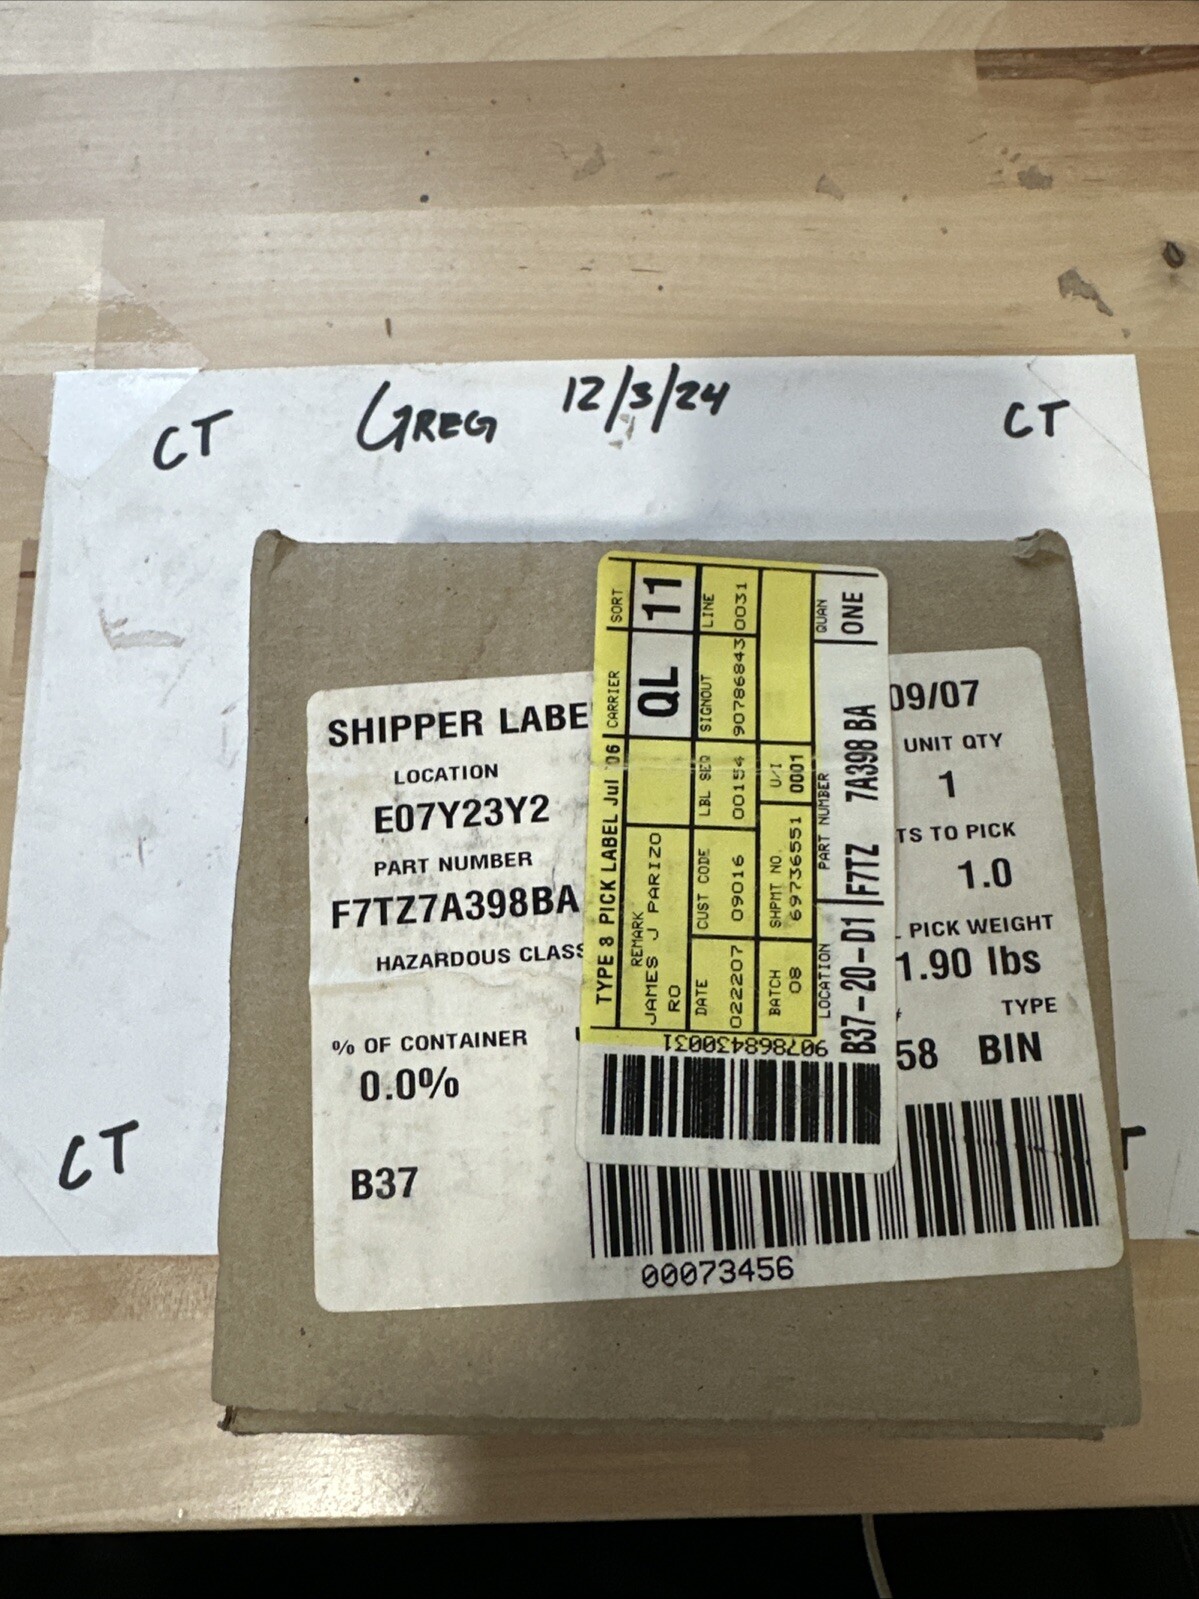 CT GREG 12/3/24 CT
SHIPPER LABE
09/07
LOCATION
E07Y23Y2
UNIT QTY
1
PART NUMBER
F7TZ7A398BA
TS TO PICK
1.0
HAZARDOUS CLASS
PICK WEIGHT
1.90 lbs
% OF CONTAINER
0.0%
TYPE
58 BIN
B37
00073456
TYPE 8 PICK LABEL Jul '06 CARRIER SORT
QL 11
REMARK
JAMES J PARIZO
RO
DATE CUST CODE LBL SEQ SIGNOUT LINE
022207 09016 00154 907868430031
BATCH SHPMT NO. U/I
08 69736551 0001
LOCATION PART NUMBER QUAN
B37-20-D1 F7TZ 7A398 BA ONE
907868430031
CT
T